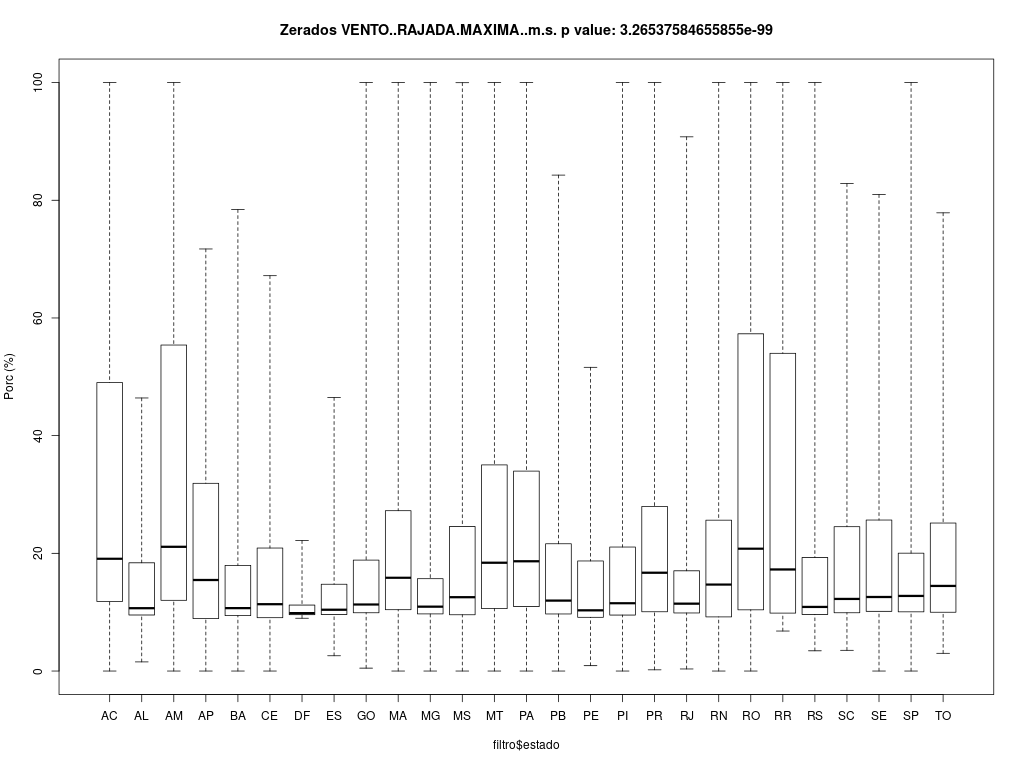 Zerados VENTO..RAJADA.MAXIMA..m.s. p value: 3.26537584655855e-99
Porc (%)
100
80
60
40
20
0
AC AL AM AP BA CE DF ES GO MA MG MS MT PA PB PE PI PR RJ RN RO RR RS SC SE SP TO
filtro$estado